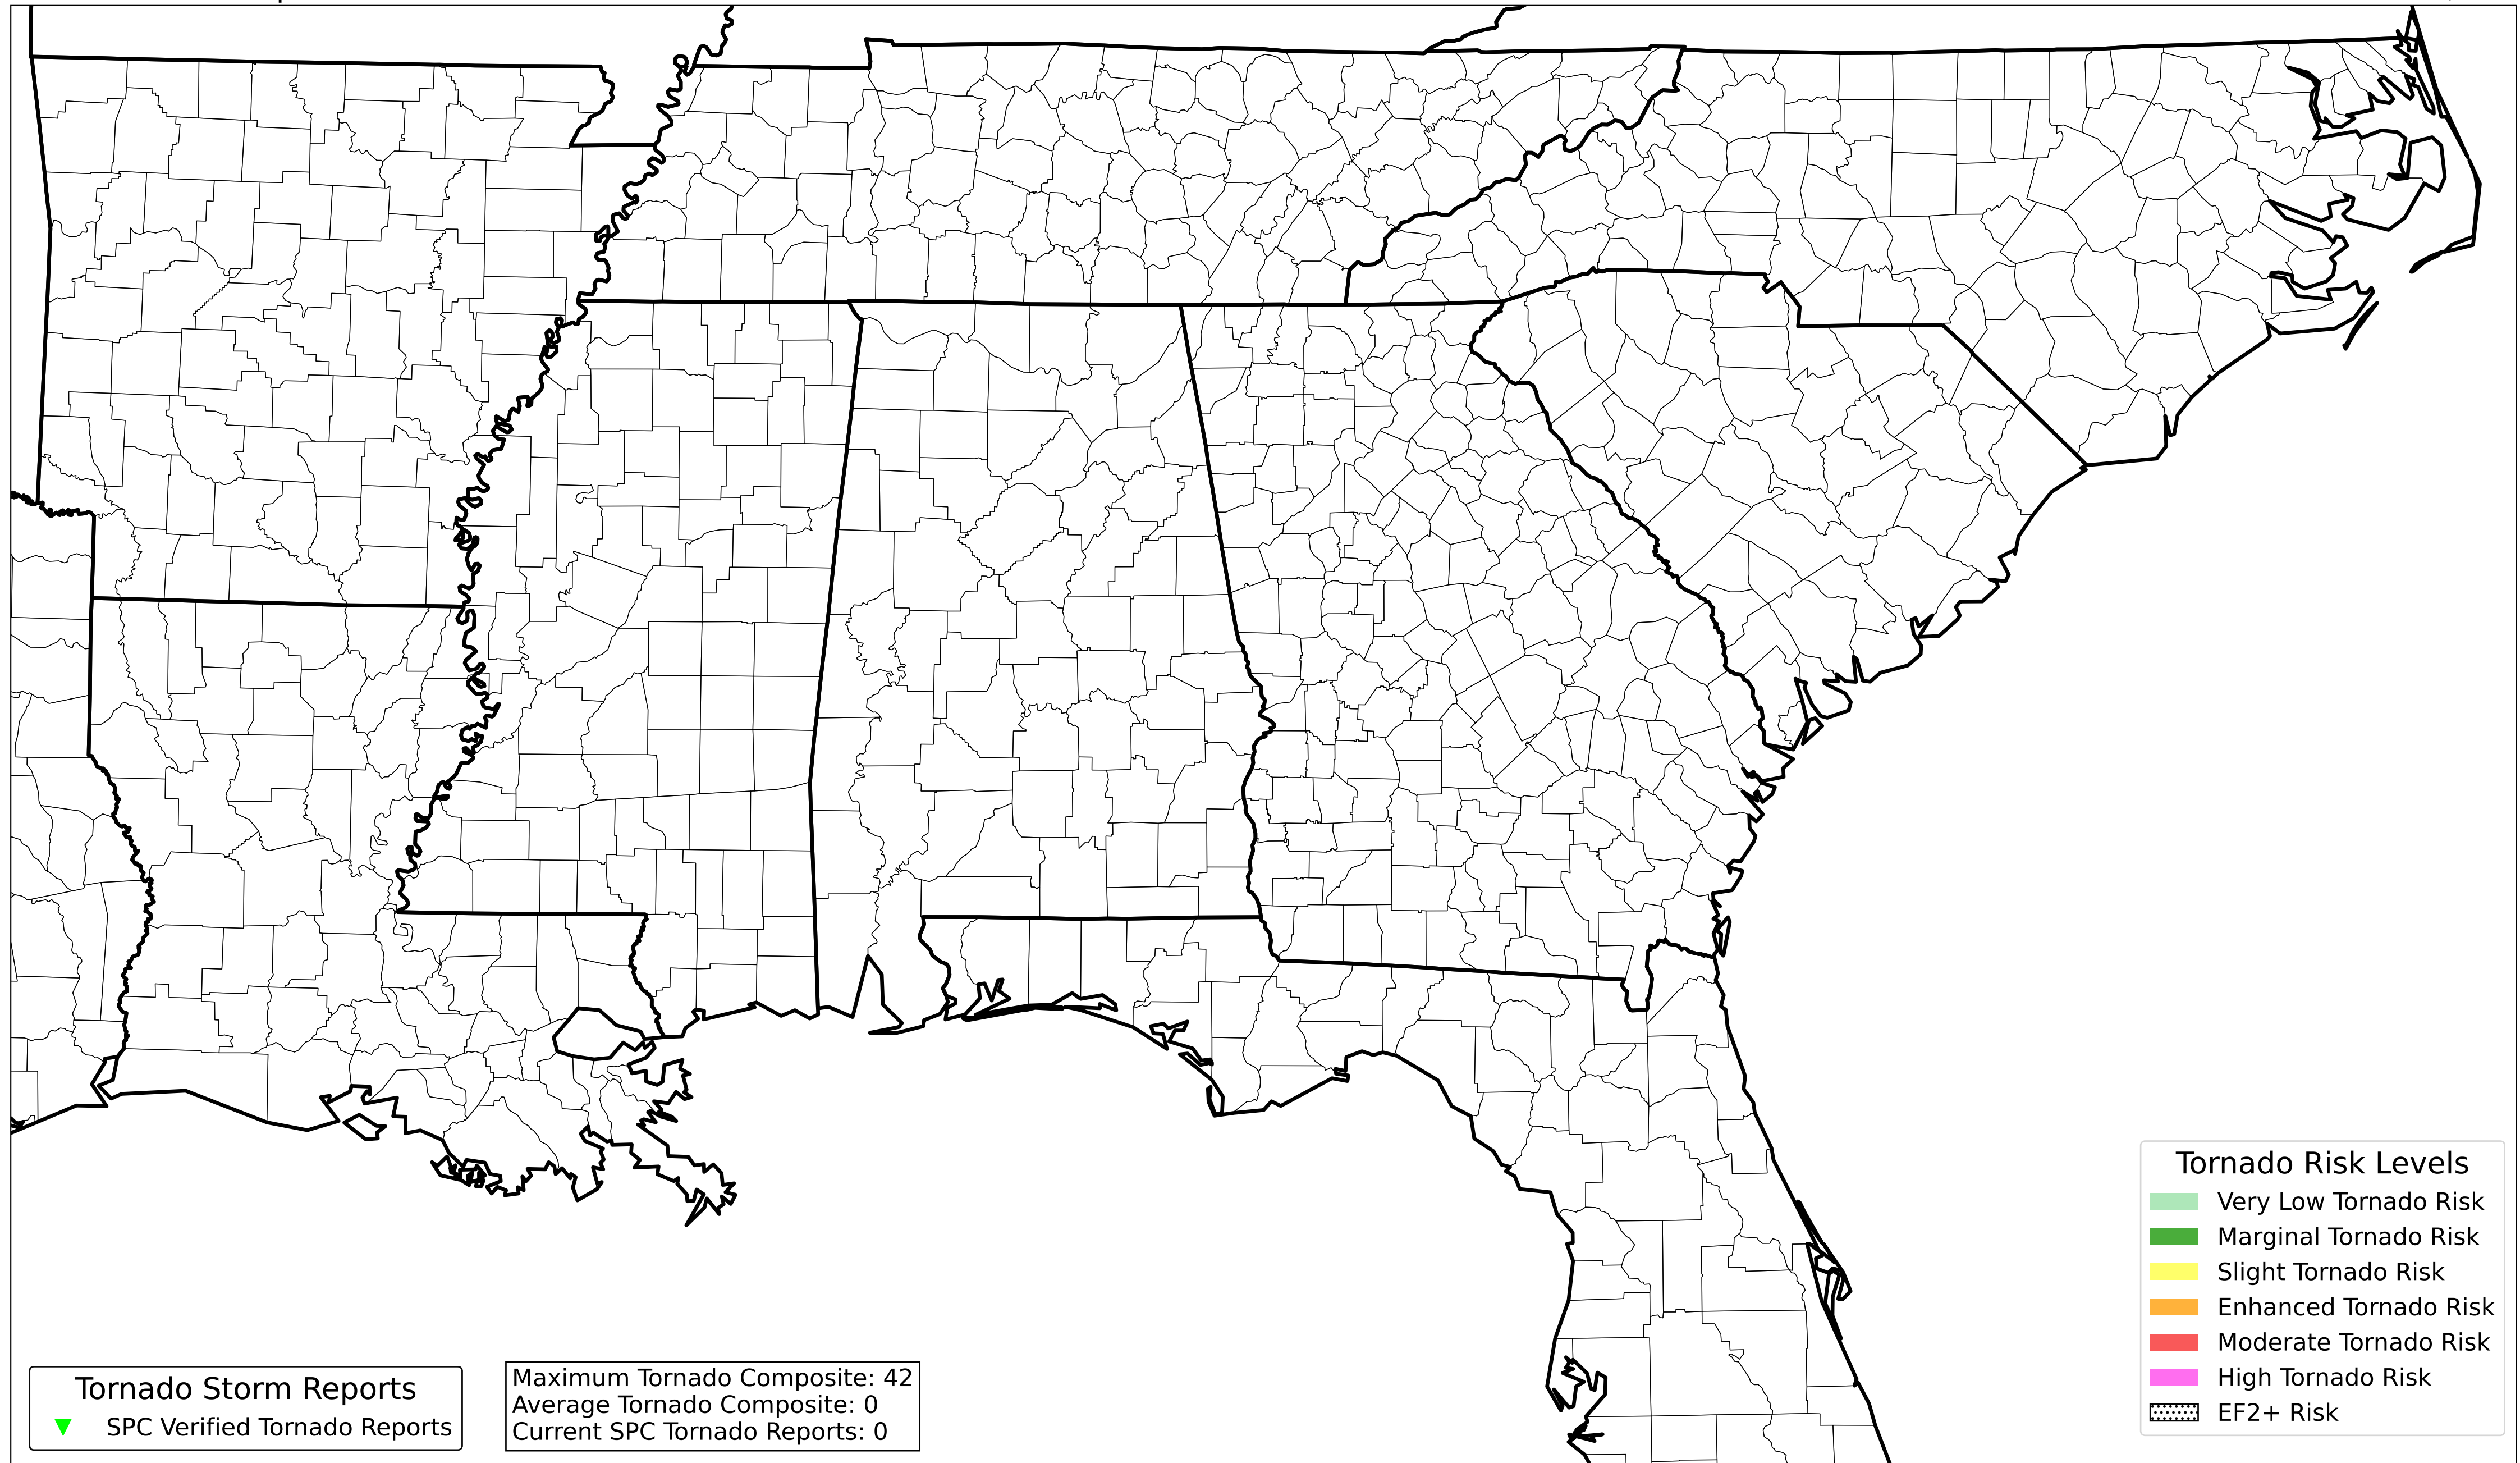 Tornado Risk Levels
Very Low Tornado Risk
Marginal Tornado Risk
Slight Tornado Risk
Enhanced Tornado Risk
Moderate Tornado Risk
High Tornado Risk
EF2+ Risk
Tornado Storm Reports
SPC Verified Tornado Reports
Maximum Tornado Composite: 42
Average Tornado Composite: 0
Current SPC Tornado Reports: 0